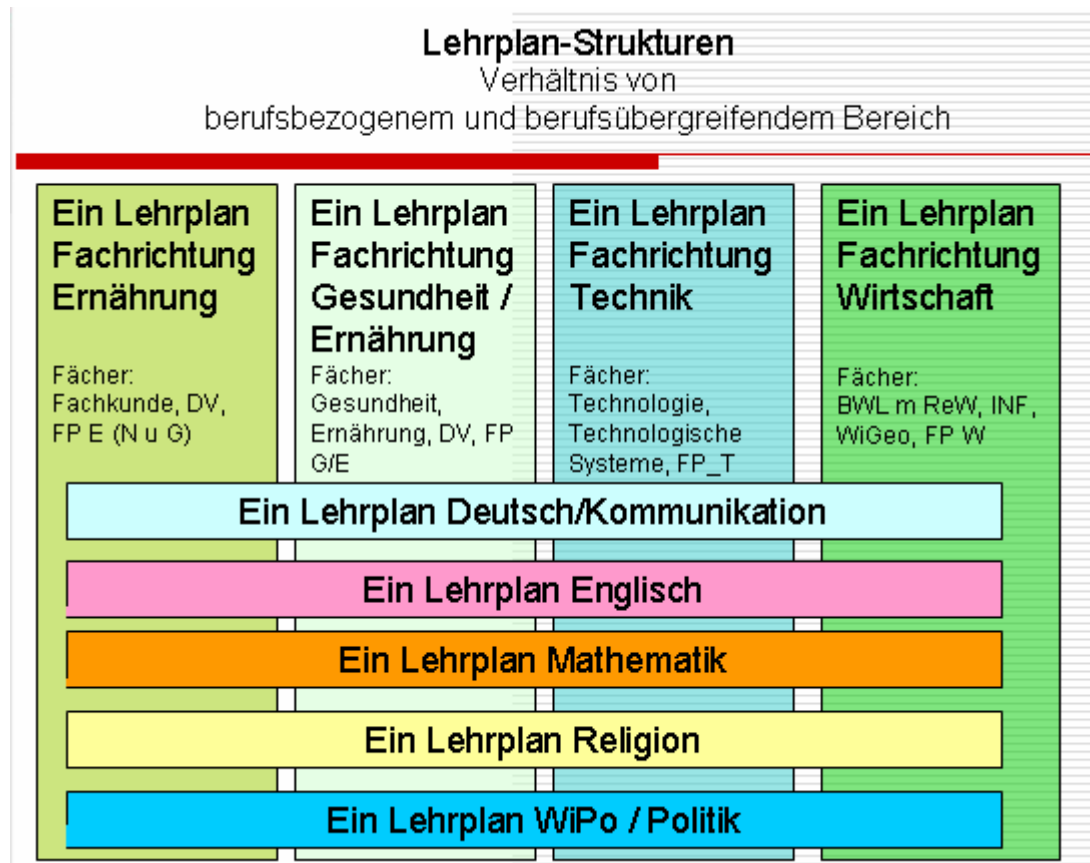 Lehrplan-Strukturen
Verhältnis von
berufsbezogenem und berufsübergreifendem Bereich
Ein Lehrplan
Fachrichtung
Ernährung
Fächer:
Fachkunde, DV,
FP E (N u G)
Ein Lehrplan
Fachrichtung
Gesundheit /
Ernährung
Fächer:
Gesundheit,
Ernährung, DV, FP
G/E
Ein Lehrplan
Fachrichtung
Technik
Fächer:
Technologie,
Technologische
Systeme, FP_T
Ein Lehrplan
Fachrichtung
Wirtschaft
Fächer:
BWL m ReW, INF,
WiGeo, FP W
Ein Lehrplan Deutsch/Kommunikation
Ein Lehrplan Englisch
Ein Lehrplan Mathematik
Ein Lehrplan Religion
Ein Lehrplan WiPo / Politik